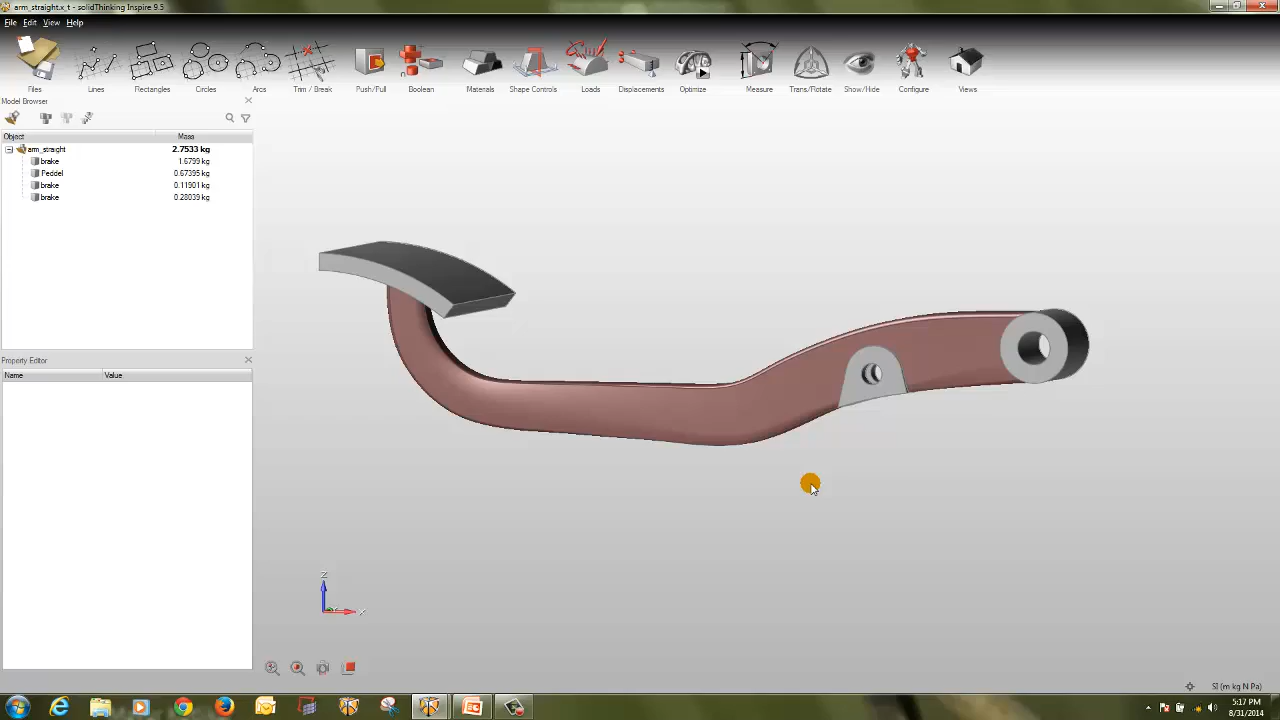 arm_straight.x_t - solidThinking Inspire 9.5
File Edit View Help
Files Lines Rectangles Circles Arcs Trim / Break Push/Pull Boolean Materials Shape Controls Loads Displacements Optimize Measure Trans/Rotate Show/Hide Configure Views
Model Browser
Object Mass
arm_straight 2.7533 kg
brake 1.6799 kg
Peddel 0.67395 kg
brake 0.11901 kg
brake 0.28039 kg
Property Editor
Name Value
Z
X
SI (m kg N Pa)
5:17 PM
8/31/2014